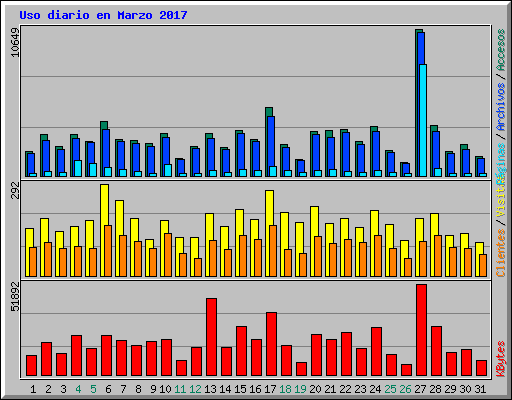 Uso diario en Marzo 2017
10649
292
51892
Accesos / Archivos / Páginas
Visitas / Clientes
KBytes
1 2 3 4 5 6 7 8 9 10 11 12 13 14 15 16 17 18 19 20 21 22 23 24 25 26 27 28 29 30 31